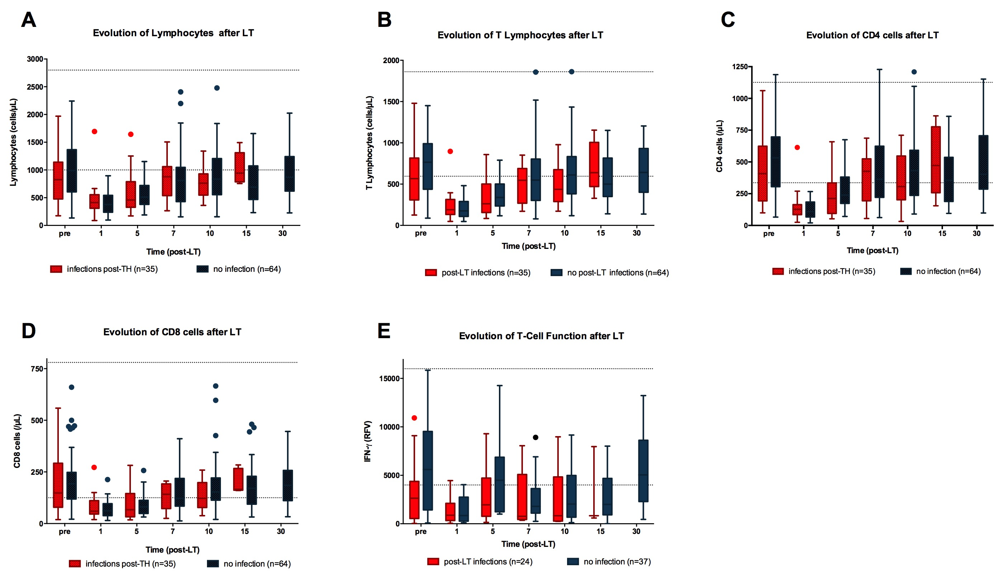 A
Evolution of Lymphocytes after LT
Lymphocytes (cells/µL)
3000
2500
2000
1500
1000
500
0
pre 1 5 7 10 15 30
Time (post-LT)
infections post-TH (n=35) no infection (n=64)
B
Evolution of T Lymphocytes after LT
T Lymphocytes (cells/µL)
2000
1500
1000
500
0
pre 1 5 7 10 15 30
Time (post-LT)
post-LT infections (n=35) no post-LT infections (n=64)
C
Evolution of CD4 cells after LT
CD4 cells (/µL)
1250
1000
750
500
250
0
pre 1 5 7 10 15 30
Time (post-LT)
infections post-TH (n=35) no infection (n=64)
D
Evolution of CD8 cells after LT
CD8 cells (/µL)
750
500
250
0
pre 1 5 7 10 15 30
Time (post-LT)
infections post-TH (n=35) no infection (n=64)
E
Evolution of T-Cell Function after LT
IFN-γ (RFV)
15000
10000
5000
0
pre 1 5 7 10 15 30
Time (post-LT)
post-LT infections (n=24) no infection (n=37)